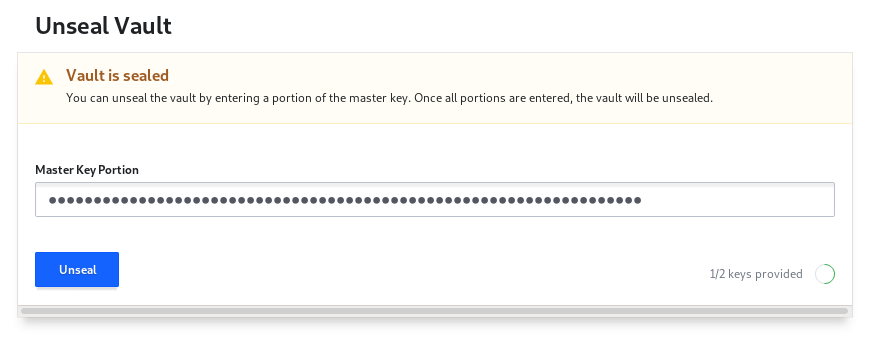 Unseal Vault
Vault is sealed
You can unseal the vault by entering a portion of the master key. Once all portions are entered, the vault will be unsealed.
Master Key Portion
••••••••••••••••••••••••••••••••••••••••••••••••••••••••••••••••••
Unseal
1/2 keys provided